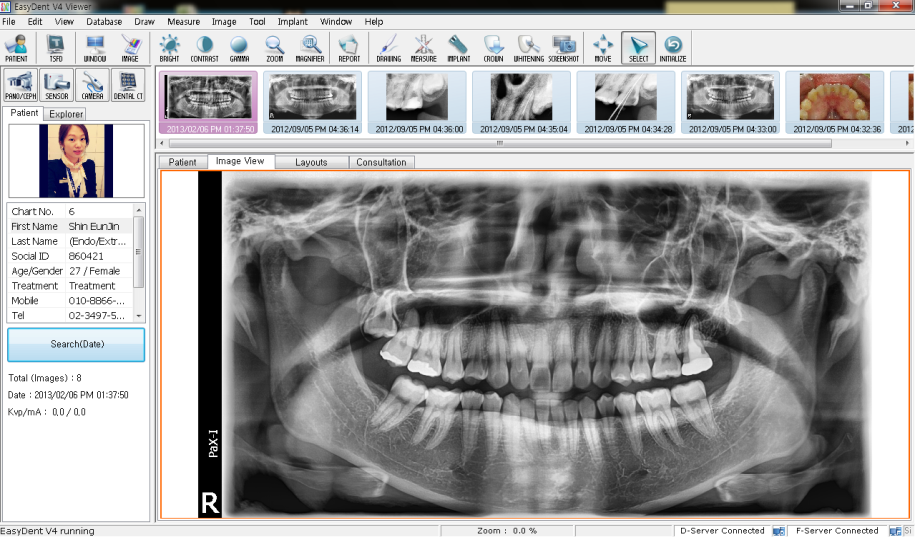 EasyDent V4 Viewer
File Edit View Database Draw Measure Image Tool Implant Window Help
PATIENT TSFD WINDOW IMAGE BRIGHT CONTRAST GAMMA ZOOM MAGNIFIER REPORT DRAWING MEASURE IMPLANT CROWN WHITENING SCREENSHOT MOVE SELECT INITIALIZE
PANO/CEPH SENSOR CAMERA DENTAL CT
2013/02/06 PM 01:37:50 2012/09/05 PM 04:36:14 2012/09/05 PM 04:36:00 2012/09/05 PM 04:35:04 2012/09/05 PM 04:34:28 2012/09/05 PM 04:33:00 2012/09/05 PM 04:32:36
Patient Explorer
Patient Image View Layouts Consultation
Chart No. 6
First Name Shin EunJin
Last Name (Endo/Extr...
Social ID 860421
Age/Gender 27 / Female
Treatment Treatment
Mobile 010-8866-...
Tel 02-3497-5...
Search(Date)
Total (Images) : 8
Date : 2013/02/06 PM 01:37:50
Kvp/mA : 0,0 / 0,0
PaX-I
R
EasyDent V4 running
Zoom : 0.0 %
D-Server Connected
F-Server Connected
Si